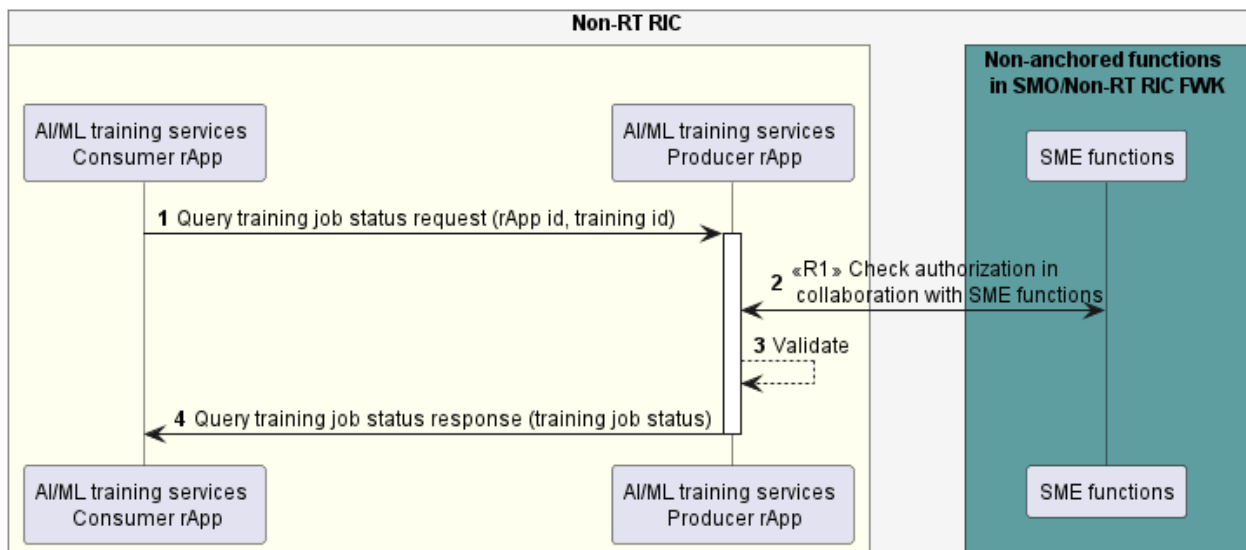 Non-RT RIC
Non-anchored functions
in SMO/Non-RT RIC FWK
AI/ML training services
Consumer rApp
AI/ML training services
Producer rApp
SME functions
1 Query training job status request (rApp id, training id)
2 «R1» Check authorization in
collaboration with SME functions
3 Validate
4 Query training job status response (training job status)
AI/ML training services
Consumer rApp
AI/ML training services
Producer rApp
SME functions